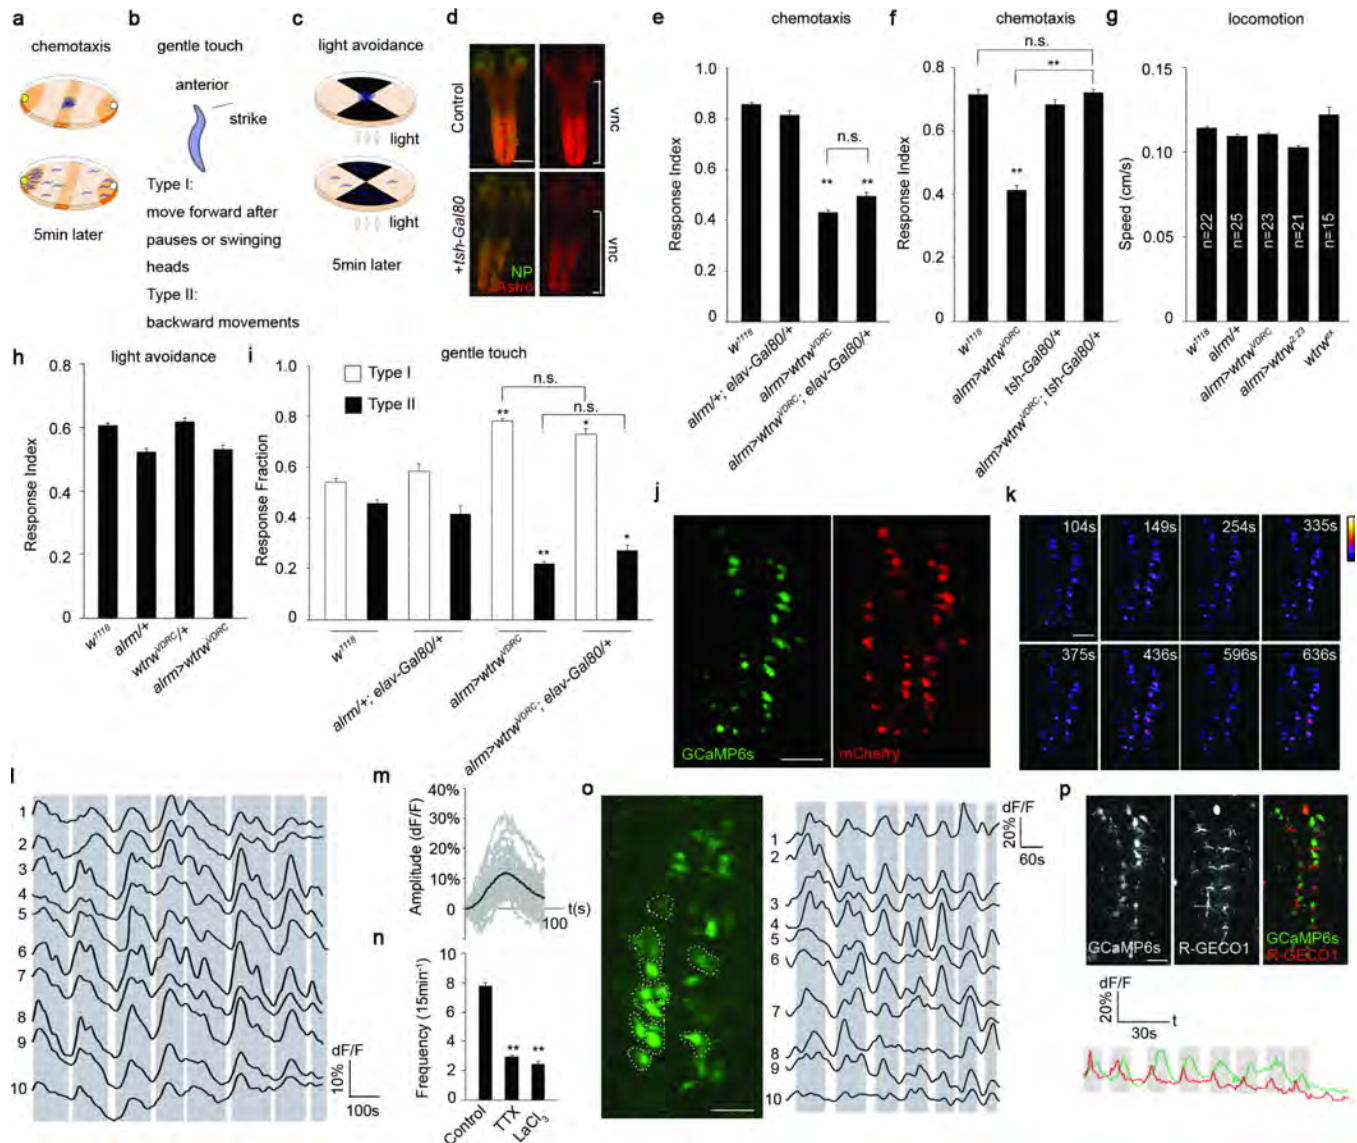 a
chemotaxis
5min later
b
gentle touch
anterior
strike
Type I:
move forward after
pauses or swinging
heads
Type II:
backward movements
c
light avoidance
light
light
5min later
d
Control
+tsh-Gal80
vnc
vnc
NP
Astro
e
chemotaxis
Response Index
1
0.8
0.6
0.4
0.2
0
n.s.
**
**
w1118
alrm/+; elav-Gal80/+
alrm>wtrwVDRC
alrm>wtrwVDRC; elav-Gal80/+
f
chemotaxis
Response Index
0.8
0.6
0.4
0.2
0
n.s.
**
**
w1118
alrm>wtrwVDRC
tsh-Gal80/+
alrm>wtrwVDRC; tsh-Gal80/+
g
locomotion
Speed (cm/s)
0.15
0.10
0.05
0
n=22
n=25
n=23
n=21
n=15
w1118
alrm/+
alrm>wtrwVDRC
alrm>wtrw2.23
wtrwex
h
light avoidance
Response Index
0.8
0.6
0.4
0.2
0
w1118
alrm/+
wtrwVDRC/+
alrm>wtrwVDRC
i
gentle touch
Response Fraction
1.0
0.8
0.6
0.4
0.2
0
Type I
Type II
n.s.
n.s.
**
*
**
*
w1118
alrm/+; elav-Gal80/+
alrm>wtrwVDRC
alrm>wtrwVDRC; elav-Gal80/+
j
GCaMP6s
mCherry
k
104s
149s
254s
335s
375s
436s
596s
636s
l
1
2
3
4
5
6
7
8
9
10
dF/F
10%
100s
m
Amplitude (dF/F)
40%
30%
20%
10%
0
t(s)
100
n
Frequency (15min-1)
10
8
6
4
2
0
**
**
Control
TTX
LaCl3
o
1
2
3
4
5
6
7
8
9
10
dF/F
20%
60s
p
GCaMP6s
R-GECO1
GCaMP6s
R-GECO1
dF/F
20%
30s
t